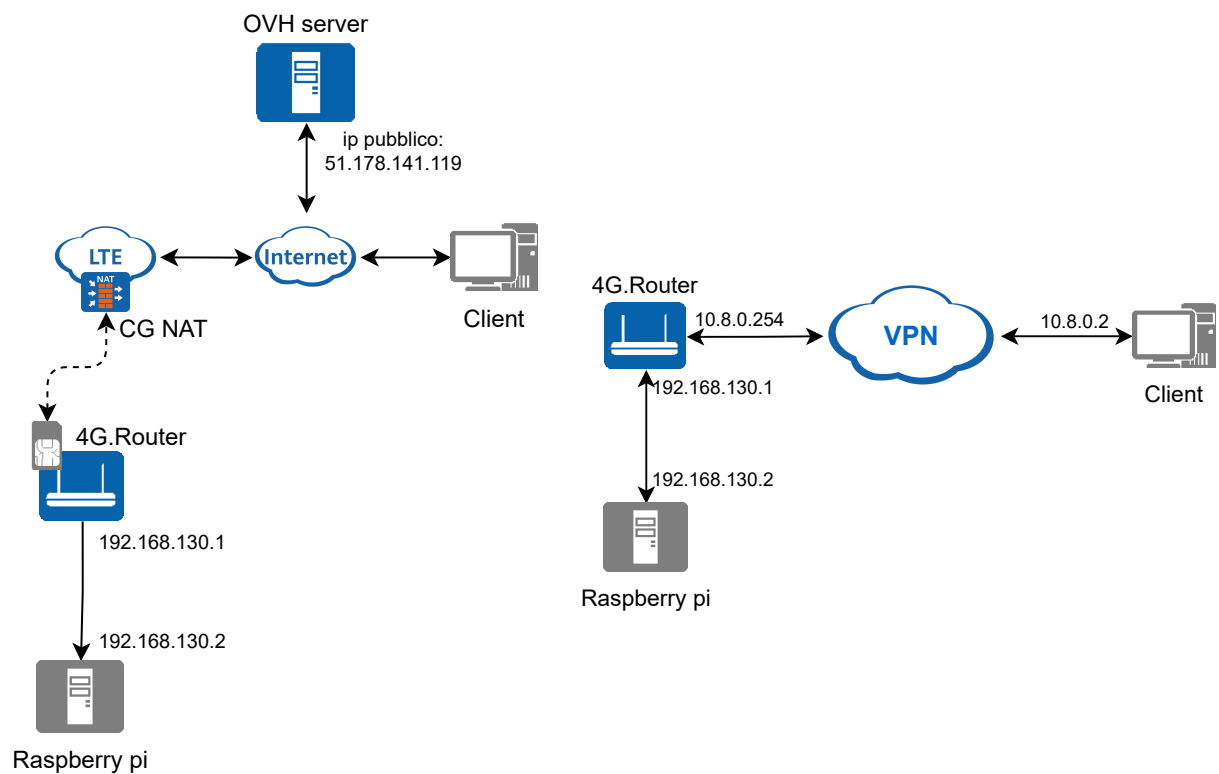 OVH server
ip pubblico:
51.178.141.119
LTE
NAT
Internet
CG NAT
Client
4G.Router
192.168.130.1
192.168.130.2
Raspberry pi
4G.Router
10.8.0.254
VPN
10.8.0.2
Client
192.168.130.1
192.168.130.2
Raspberry pi